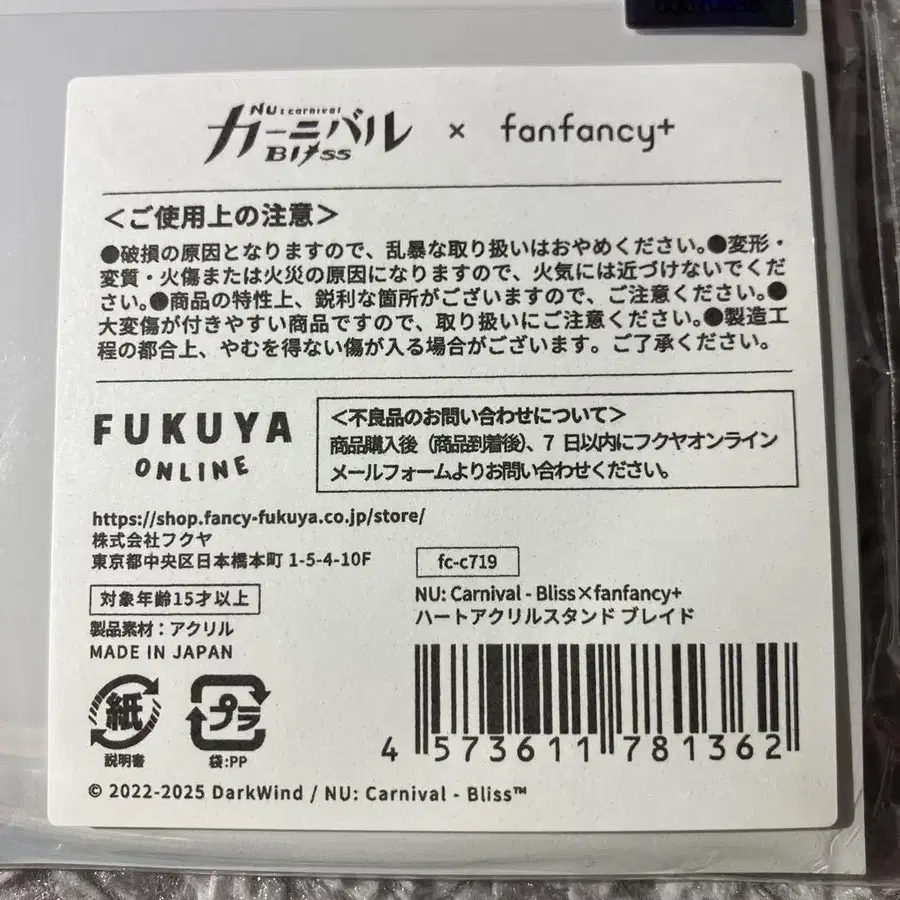 NU: carnival
カーニバル
Bliss
× fanfancy+
＜ご使用上の注意＞
●破損の原因となりますので、乱暴な取り扱いはおやめください。●変形・
変質・火傷または火災の原因になりますので、火気には近づけないでくだ
さい。●商品の特性上、鋭利な箇所がございますので、ご注意ください。●
大変傷が付きやすい商品ですので、取り扱いにご注意ください。●製造工
程の都合上、やむを得ない傷が入る場合がございます。ご了承ください。
FUKUYA
ONLINE
＜不良品のお問い合わせについて＞
商品購入後（商品到着後）、7 日以内にフクヤオンライン
メールフォームよりお問い合わせください。
https://shop.fancy-fukuya.co.jp/store/
株式会社フクヤ
東京都中央区日本橋本町 1-5-4-10F
対象年齢15才以上
製品素材：アクリル
MADE IN JAPAN
紙
説明書
プラ
袋:PP
fc-c719
NU: Carnival - Bliss×fanfancy+
ハートアクリルスタンド ブレイド
4 573611 781362
© 2022-2025 DarkWind / NU: Carnival - Bliss™